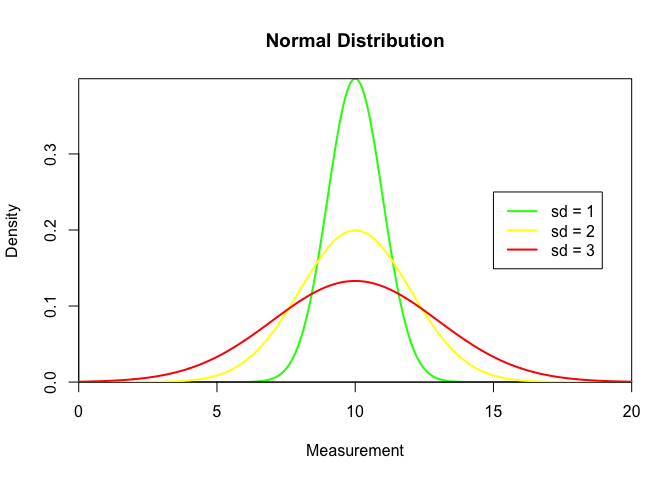 Normal Distribution
Density
0.3
0.2
0.1
0.0
sd = 1
sd = 2
sd = 3
0 5 10 15 20
Measurement